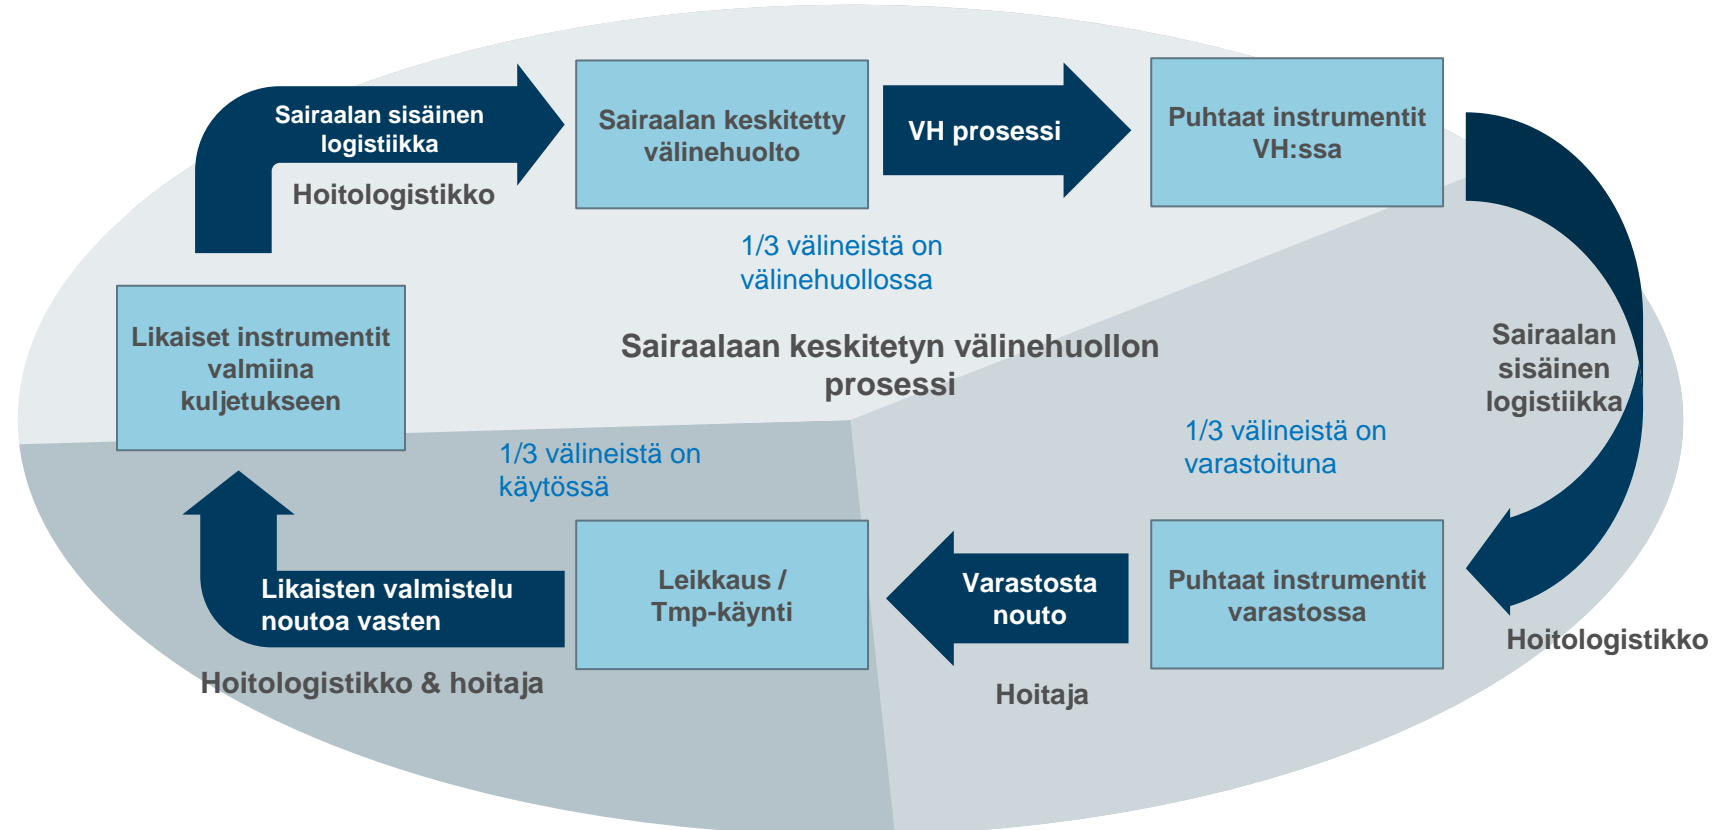 Sairaalan sisäinen
logistiikka
Hoitologistikko
Sairaalan keskitetty
välinehuolto
VH prosessi
Puhtaat instrumentit
VH:ssa
1/3 välineistä on
välinehuollossa
Likaiset instrumentit
valmiina
kuljetukseen
Sairaalaan keskitetyn välinehuollon
prosessi
Sairaalan
sisäinen
logistiikka
1/3 välineistä on
käytössä
1/3 välineistä on
varastoituna
Likaisten valmistelu
noutoa vasten
Hoitologistikko & hoitaja
Leikkaus /
Tmp-käynti
Varastosta
nouto
Hoitaja
Puhtaat instrumentit
varastossa
Hoitologistikko